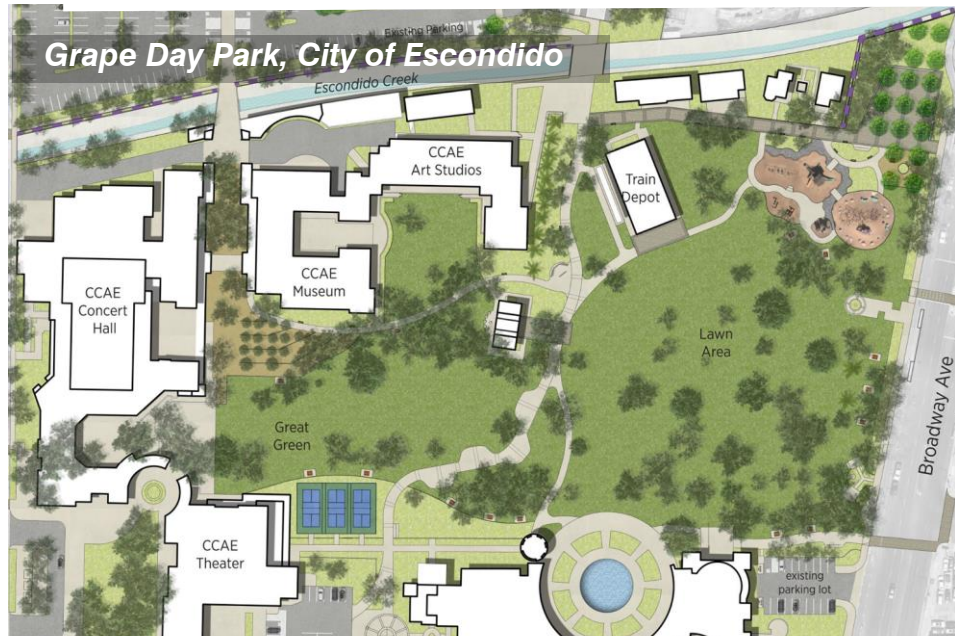 Existing Parking
Grape Day Park, City of Escondido
Escondido Creek
CCAE
Art Studios
Train
Depot
CCAE
Museum
CCAE
Concert
Hall
Lawn
Area
Great
Green
Broadway Ave
CCAE
Theater
existing
parking lot